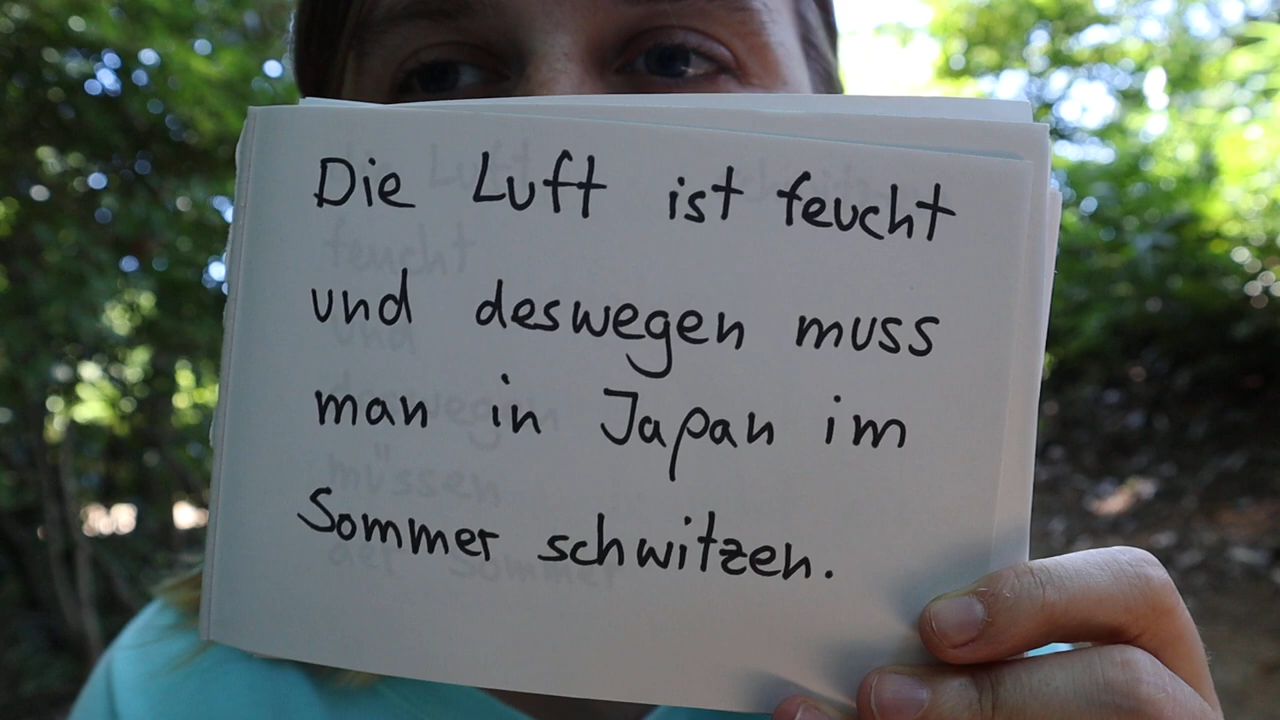 Die Luft ist feucht
und deswegen muss
man in Japan im
Sommer schwitzen.